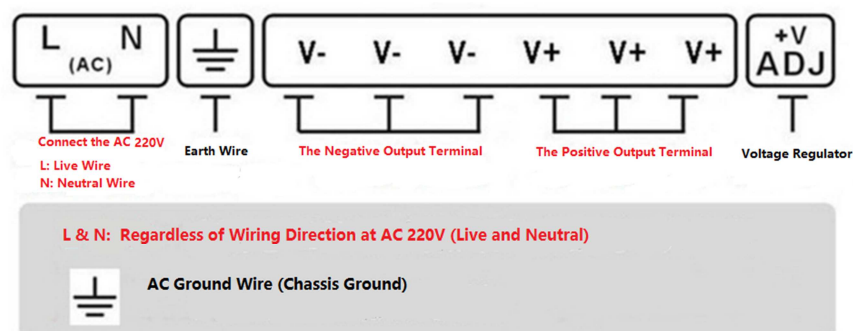 L N
(AC)
V- V- V- V+ V+ V+
+V
ADJ
Connect the AC 220V
L: Live Wire
N: Neutral Wire
Earth Wire
The Negative Output Terminal
The Positive Output Terminal
Voltage Regulator
L & N: Regardless of Wiring Direction at AC 220V (Live and Neutral)
AC Ground Wire (Chassis Ground)